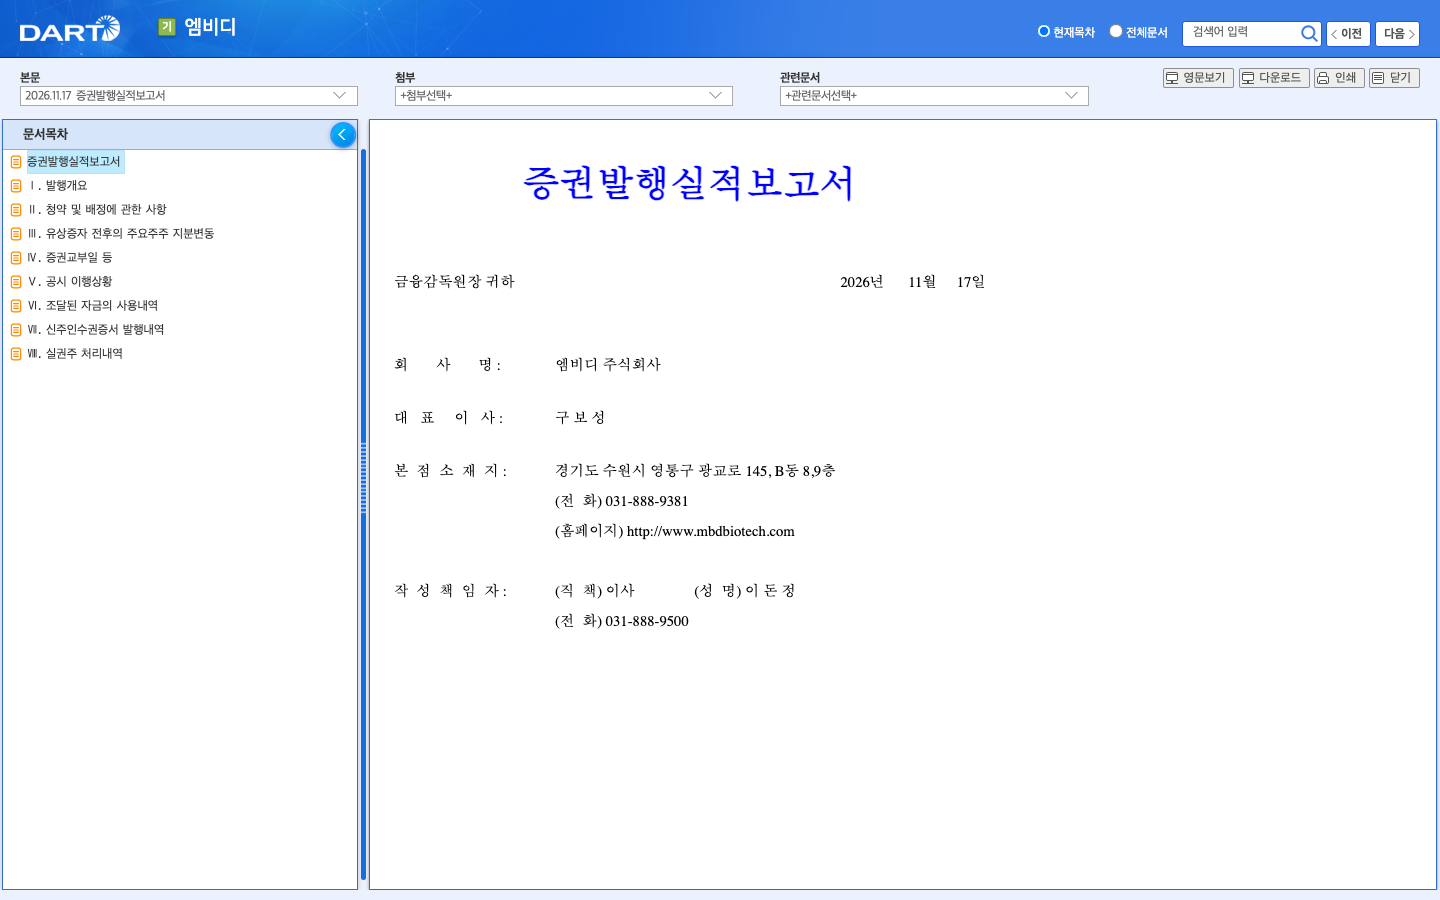 DART
기 엠비디
현재목차 전체문서 검색어 입력 이전 다음
본문 첨부 관련문서
2026.11.17 증권발행실적보고서 +첨부선택+ +관련문서선택+
영문보기 다운로드 인쇄 닫기
문서목차
증권발행실적보고서
Ⅰ. 발행개요
Ⅱ. 청약 및 배정에 관한 사항
Ⅲ. 유상증자 전후의 주요주주 지분변동
Ⅳ. 증권교부일 등
Ⅴ. 공시 이행상황
Ⅵ. 조달된 자금의 사용내역
Ⅶ. 신주인수권증서 발행내역
Ⅷ. 실권주 처리내역
증권발행실적보고서
금융감독원장 귀하 2026년 11월 17일
회 사 명 : 엠비디 주식회사
대 표 이 사 : 구 보 성
본 점 소 재 지 : 경기도 수원시 영통구 광교로 145, B동 8,9층
(전 화) 031-888-9381
(홈페이지) http://www.mbdbiotech.com
작 성 책 임 자 : (직 책) 이사 (성 명) 이 돈 정
(전 화) 031-888-9500